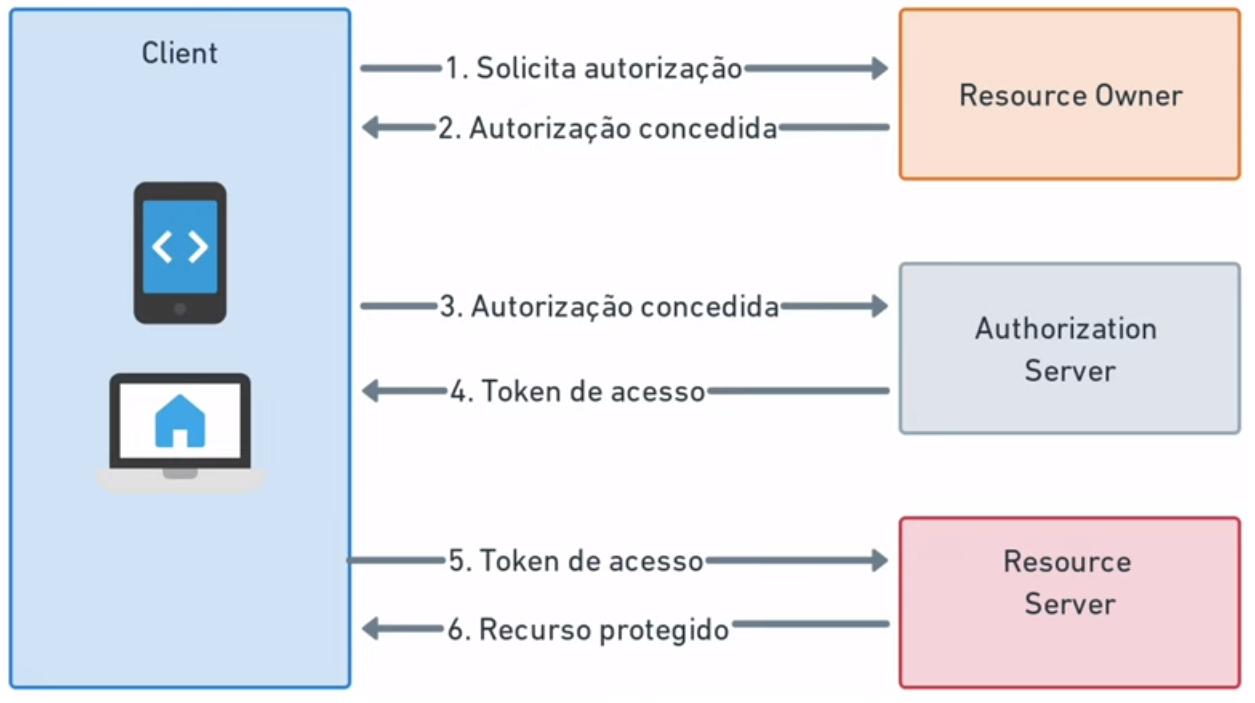 Client
1. Solicita autorização
Resource Owner
2. Autorização concedida
3. Autorização concedida
Authorization
Server
4. Token de acesso
5. Token de acesso
Resource
Server
6. Recurso protegido